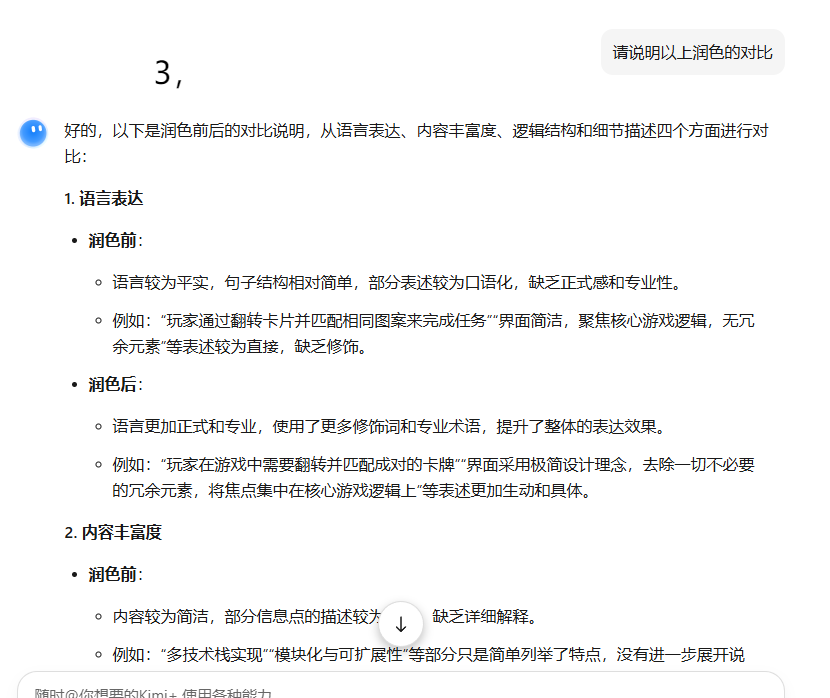 请说明以上润色的对比
3，
好的，以下是润色前后的对比说明，从语言表达、内容丰富度、逻辑结构和细节描述四个方面进行对
比：
1. 语言表达
• 润色前：
语言较为平实，句子结构相对简单，部分表述较为口语化，缺乏正式感和专业性。
例如：“玩家通过翻转卡片并匹配相同图案来完成任务”“界面简洁，聚焦核心游戏逻辑，无冗
余元素”等表述较为直接，缺乏修饰。
• 润色后：
语言更加正式和专业，使用了更多修饰词和专业术语，提升了整体的表达效果。
例如：“玩家在游戏中需要翻转并匹配成对的卡牌”“界面采用极简设计理念，去除一切不必要
的冗余元素，将焦点集中在核心游戏逻辑上”等表述更加生动和具体。
2. 内容丰富度
• 润色前：
内容较为简洁，部分信息点的描述较为 缺乏详细解释。
例如：“多技术栈实现”“模块化与可扩展性”等部分只是简单列举了特点，没有进一步展开说
随时@你想要的Kimi+ 使用各种能力